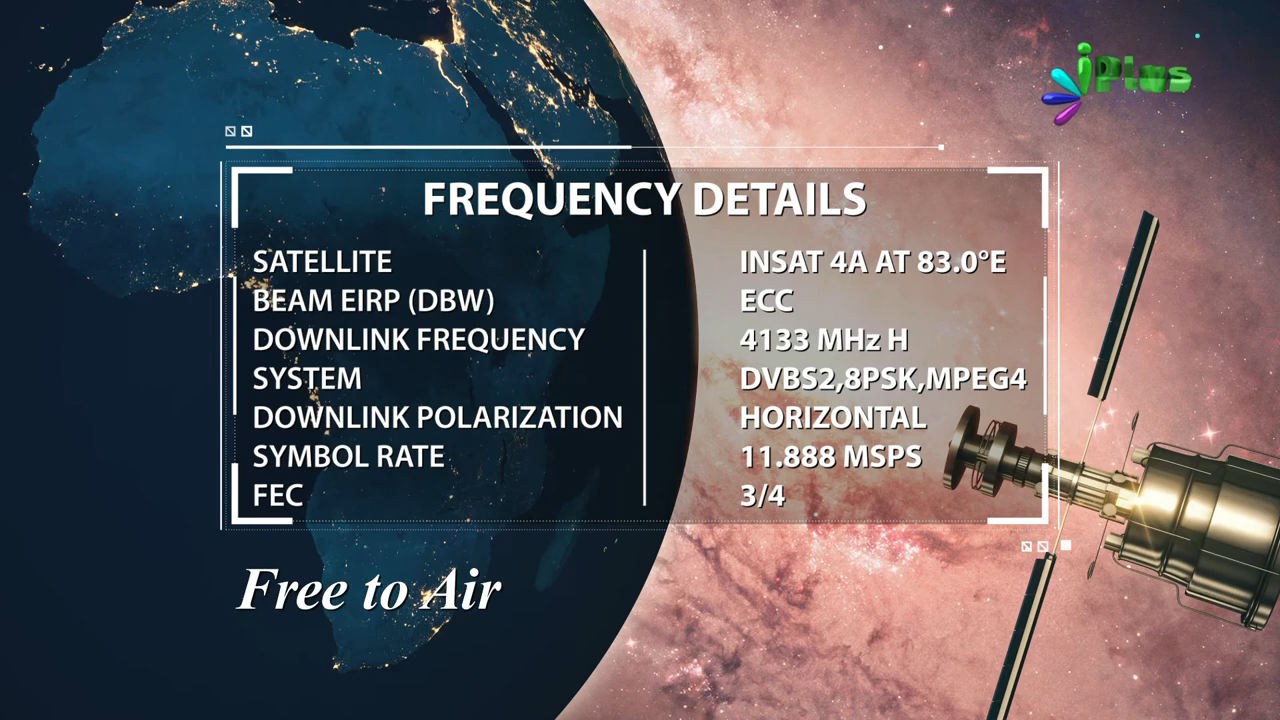 iPlus
FREQUENCY DETAILS
SATELLITE INSAT 4A AT 83.0°E
BEAM EIRP (DBW) ECC
DOWNLINK FREQUENCY 4133 MHz H
SYSTEM DVBS2,8PSK,MPEG4
DOWNLINK POLARIZATION HORIZONTAL
SYMBOL RATE 11.888 MSPS
FEC 3/4
Free to Air